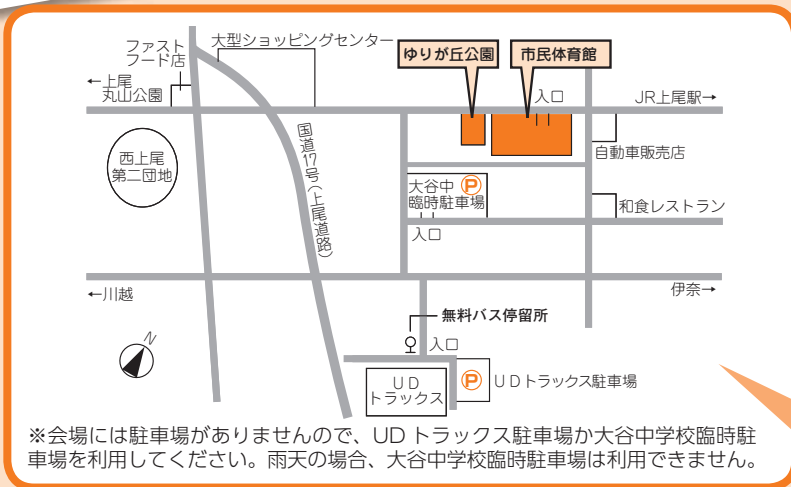 ファスト
フード店
大型ショッピングセンター
ゆりが丘公園
市民体育館
←上尾
丸山公園
入口
JR上尾駅→
西上尾
第二団地
国道17号(上尾道路)
自動車販売店
大谷中 P
臨時駐車場
和食レストラン
入口
←川越
伊奈→
無料バス停留所
N
入口
UD
トラックス
P UDトラックス駐車場
※会場には駐車場がありませんので、UD トラックス駐車場か大谷中学校臨時駐
車場を利用してください。雨天の場合、大谷中学校臨時駐車場は利用できません。